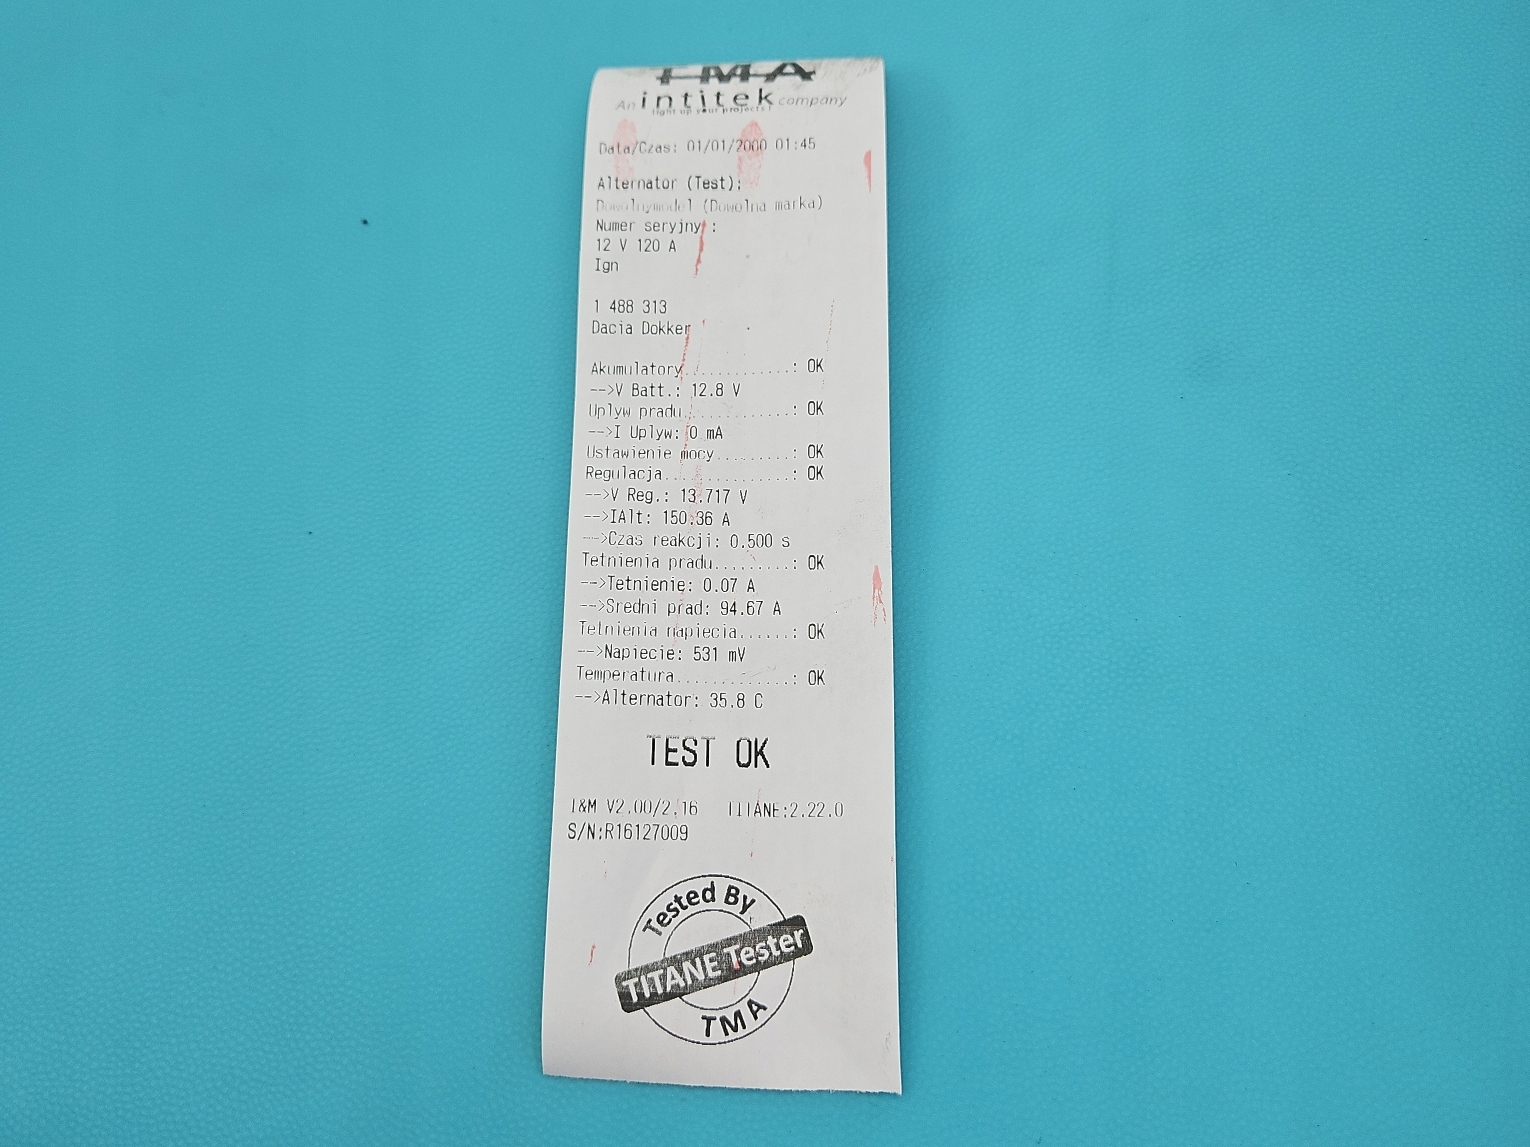 TMA
An intitek company
light up your projects!
Data/Czas: 01/01/2000 01:45
Alternator (Test):
Dowolnymodel (Dowolna marka)
Numer seryjny :
12 V 120 A
Ign
1 488 313
Dacia Dokker
Akumulatory.............: OK
-->V Batt.: 12.8 V
Uplyw pradu.............: OK
-->I Uplyw: 0 mA
Ustawienie mocy.........: OK
Regulacja...............: OK
-->V Reg.: 13.717 V
-->IAlt: 150.36 A
-->Czas reakcji: 0.500 s
Tetnienia pradu.........: OK
-->Tetnienie: 0.07 A
-->Sredni prad: 94.67 A
Tetnienia napiecia......: OK
-->Napiecie: 531 mV
Temperatura.............: OK
-->Alternator: 35.8 C
TEST OK
I&M V2.00/2.16 TITANE:2.22.0
S/N:R16127009
Tested By
TITANE Tester
TMA